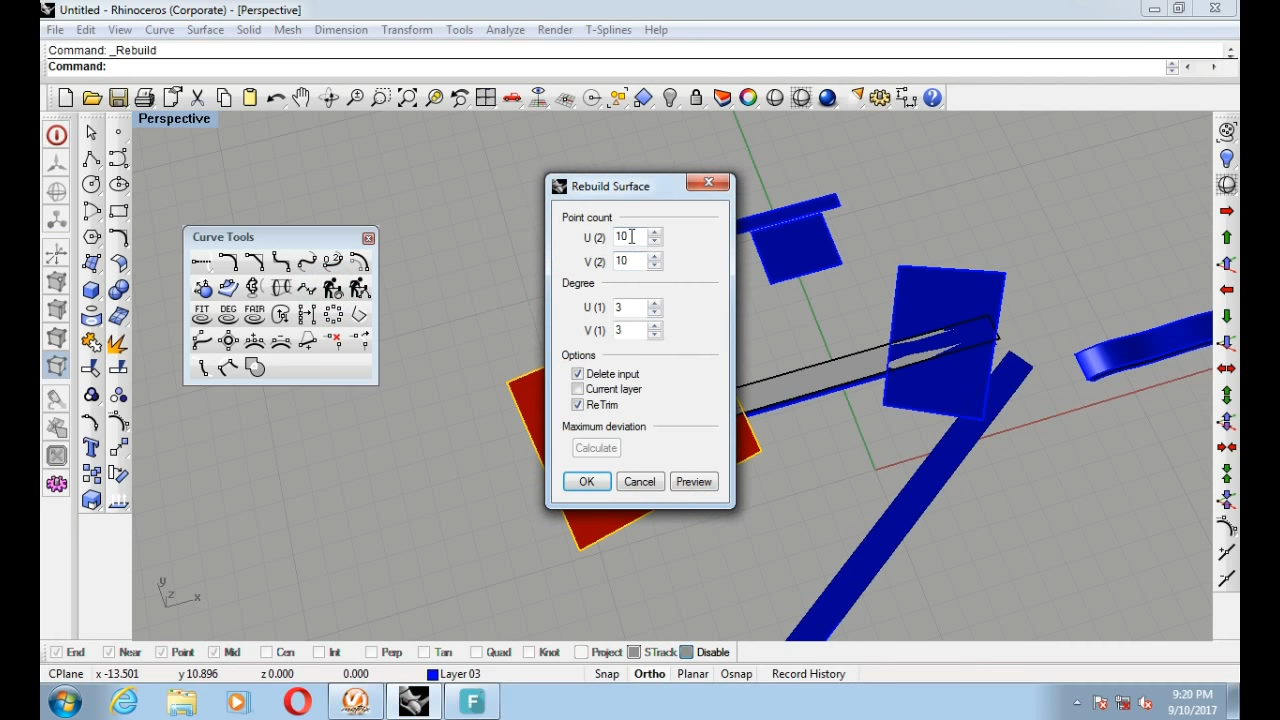 Untitled - Rhinoceros (Corporate) - [Perspective]
File Edit View Curve Surface Solid Mesh Dimension Transform Tools Analyze Render T-Splines Help
Command: _Rebuild
Command:
Perspective
Curve Tools
FIT DEG FAIR
Rebuild Surface
Point count
U (2) 10
V (2) 10
Degree
U (1) 3
V (1) 3
Options
Delete input
Current layer
ReTrim
Maximum deviation
Calculate
OK Cancel Preview
y
z x
End Near Point Mid Cen Int Perp Tan Quad Knot Project STrack Disable
CPlane x -13.501 y 10.896 z 0.000 0.000 Layer 03 Snap Ortho Planar Osnap Record History
F
9:20 PM
9/10/2017